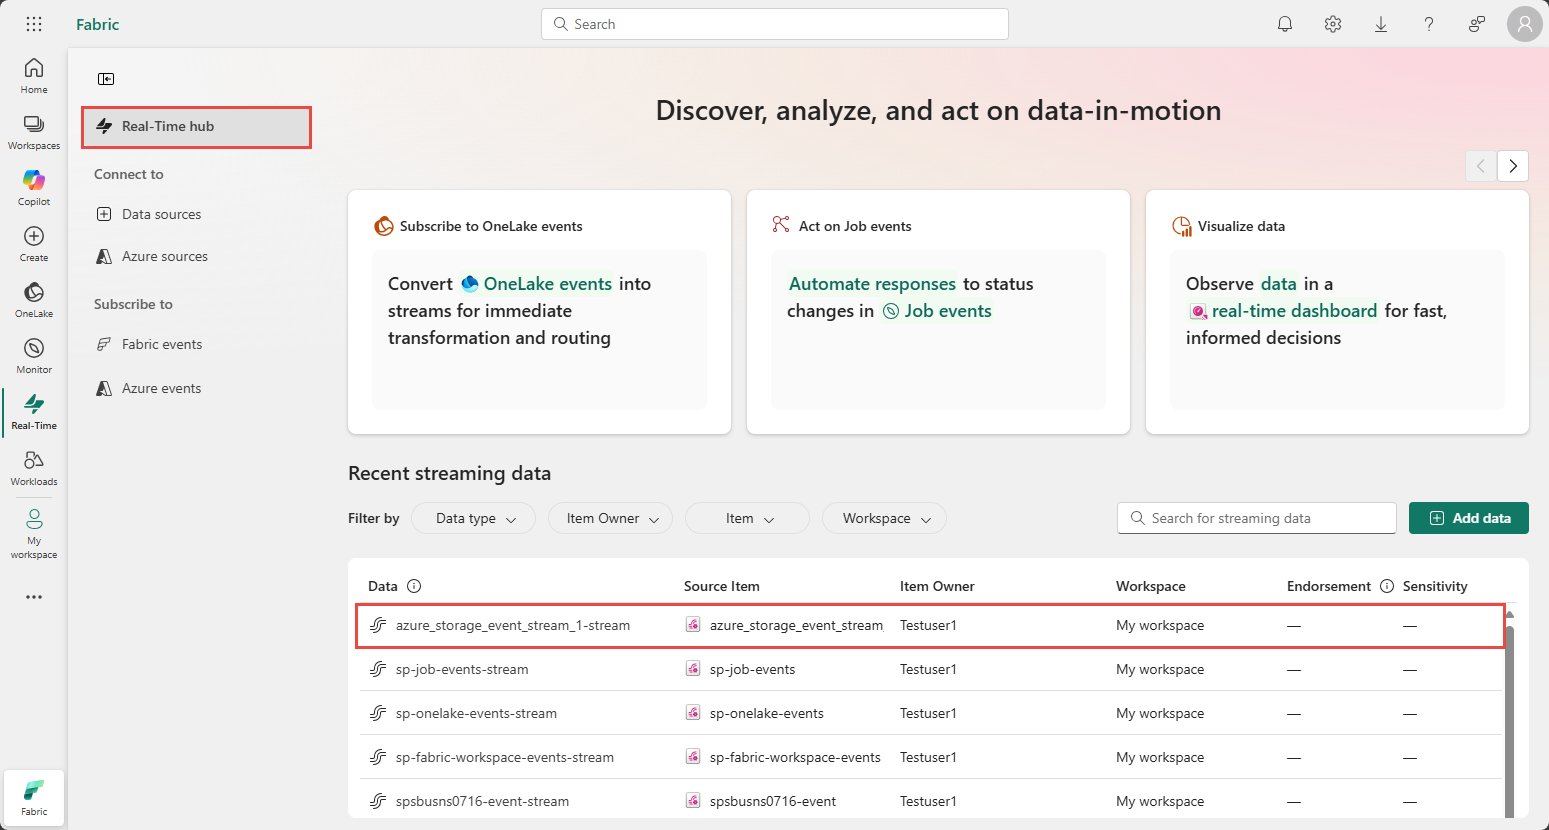 Fabric
Search
Home
Workspaces
Copilot
Create
OneLake
Monitor
Real-Time
Workloads
My
workspace
Fabric
Real-Time hub
Connect to
Data sources
Azure sources
Subscribe to
Fabric events
Azure events
Discover, analyze, and act on data-in-motion
Subscribe to OneLake events
Convert OneLake events into
streams for immediate
transformation and routing
Act on Job events
Automate responses to status
changes in Job events
Visualize data
Observe data in a
real-time dashboard for fast,
informed decisions
Recent streaming data
Filter by Data type Item Owner Item Workspace Search for streaming data Add data
Data Source Item Item Owner Workspace Endorsement Sensitivity
azure_storage_event_stream_1-stream azure_storage_event_stream_ Testuser1 My workspace — —
sp-job-events-stream sp-job-events Testuser1 My workspace — —
sp-onelake-events-stream sp-onelake-events Testuser1 My workspace — —
sp-fabric-workspace-events-stream sp-fabric-workspace-events Testuser1 My workspace — —
spsbusns0716-event-stream spsbusns0716-event Testuser1 My workspace — —